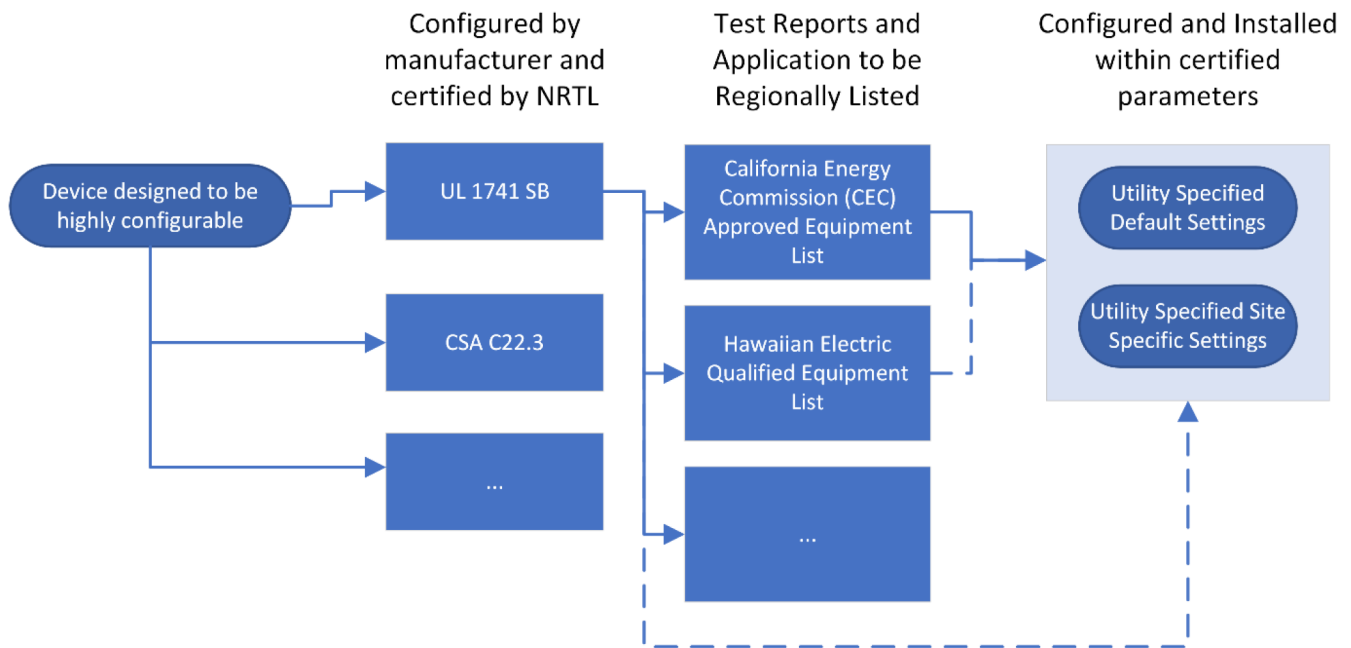 Configured by
manufacturer and
certified by NRTL
Test Reports and
Application to be
Regionally Listed
Configured and Installed
within certified
parameters
Device designed to be
highly configurable
UL 1741 SB
CSA C22.3
...
California Energy
Commission (CEC)
Approved Equipment
List
Hawaiian Electric
Qualified Equipment
List
...
Utility Specified
Default Settings
Utility Specified Site
Specific Settings